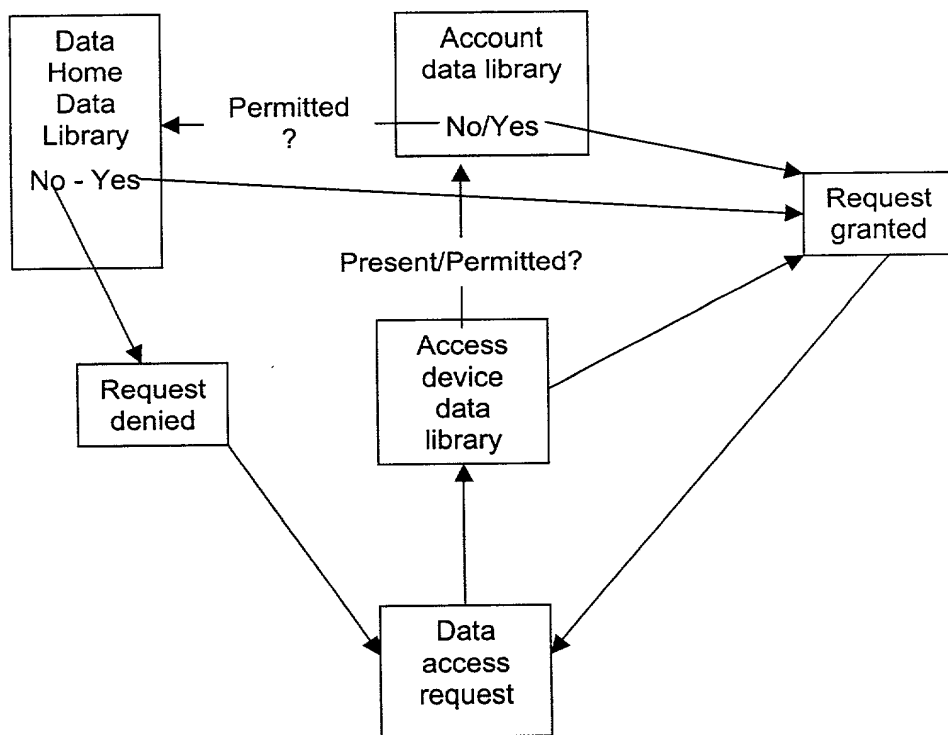 Data
Home
Data
Library
No - Yes
Permitted
?
Account
data library
No/Yes
Request
granted
Present/Permitted?
Access
device
data
library
Request
denied
Data
access
request